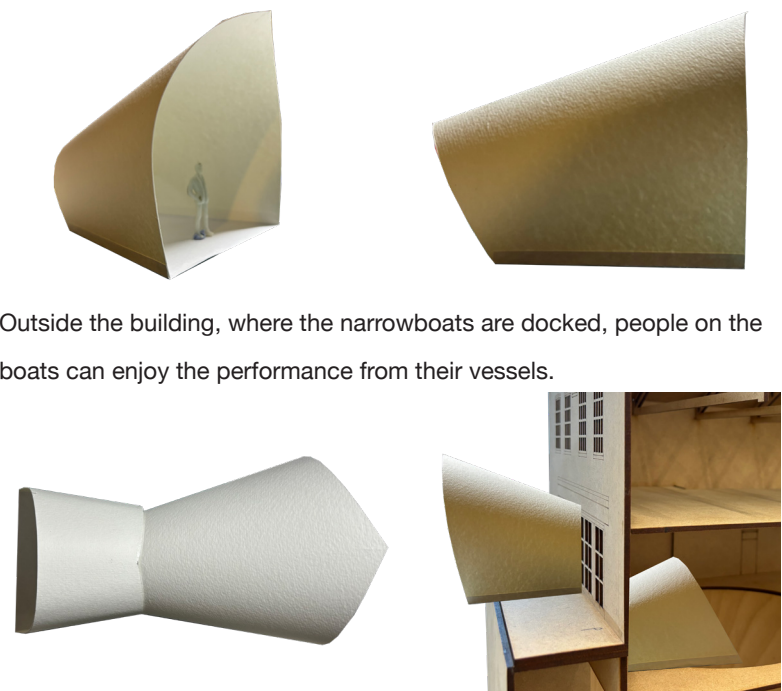 Outside the building, where the narrowboats are docked, people on the
boats can enjoy the performance from their vessels.